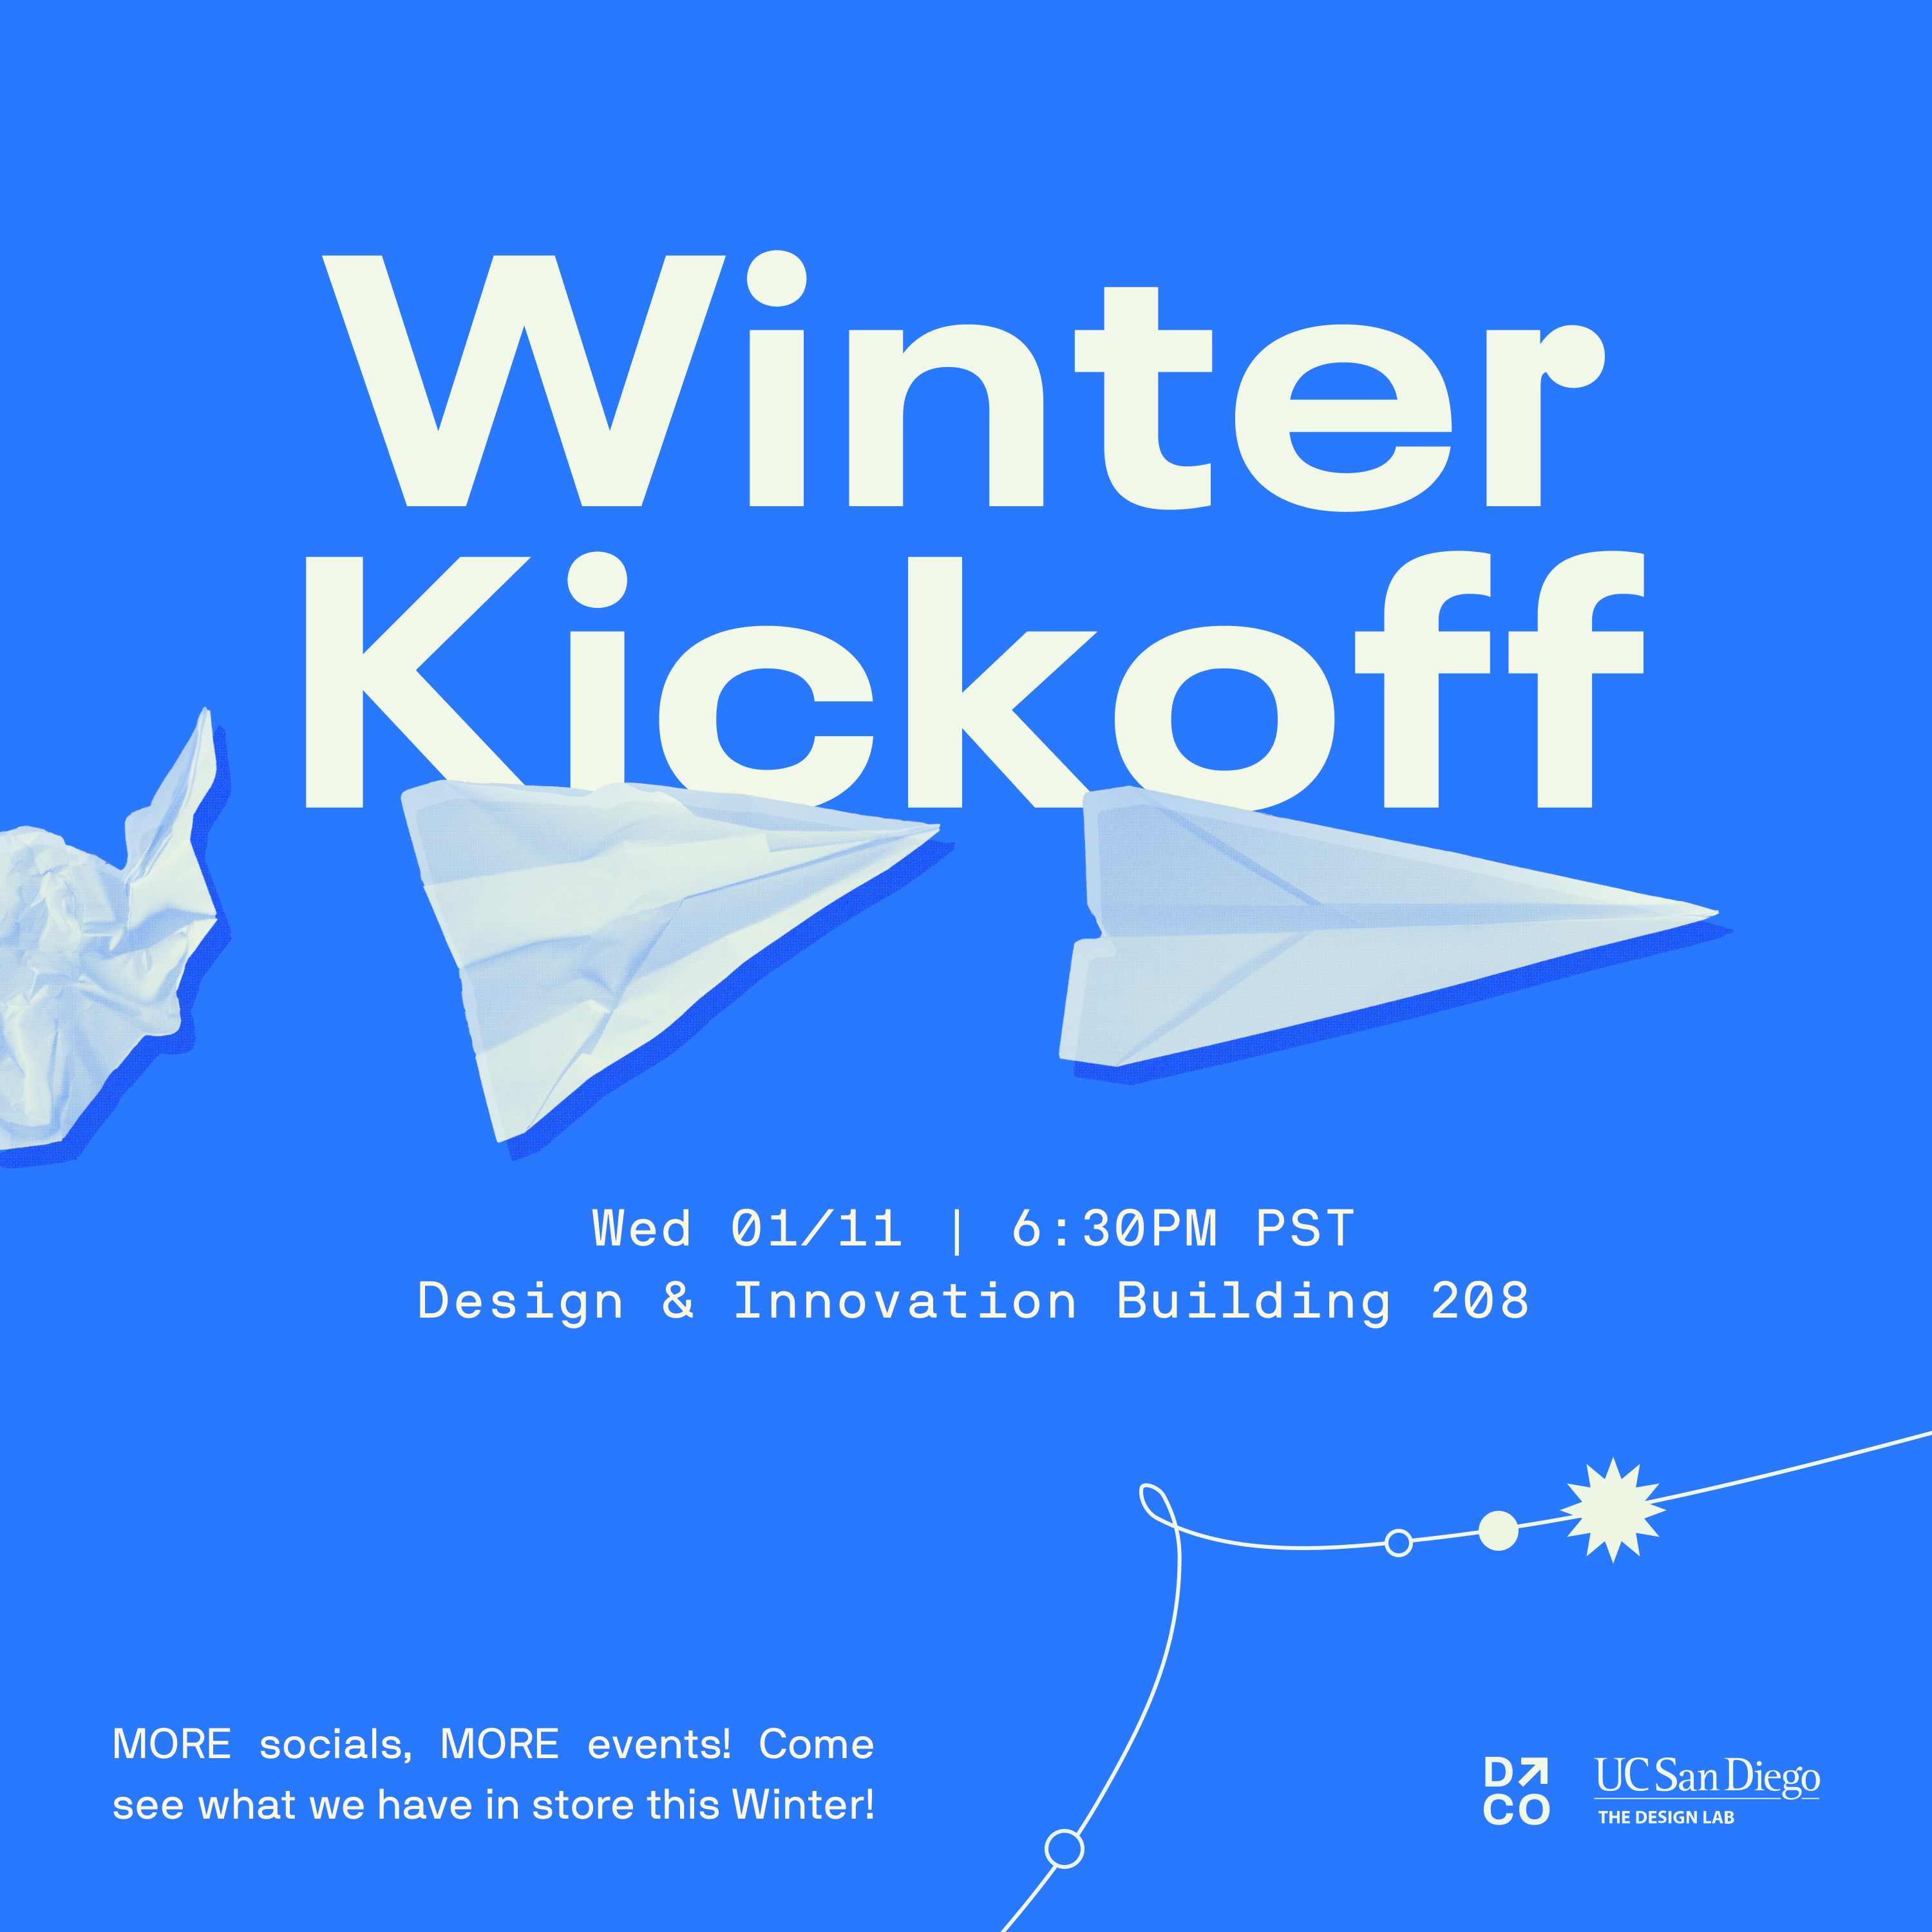 Winter
Kickoff
Wed 01/11 | 6:30PM PST
Design & Innovation Building 208
MORE socials, MORE events! Come
see what we have in store this Winter!
D
CO
UC San Diego
THE DESIGN LAB